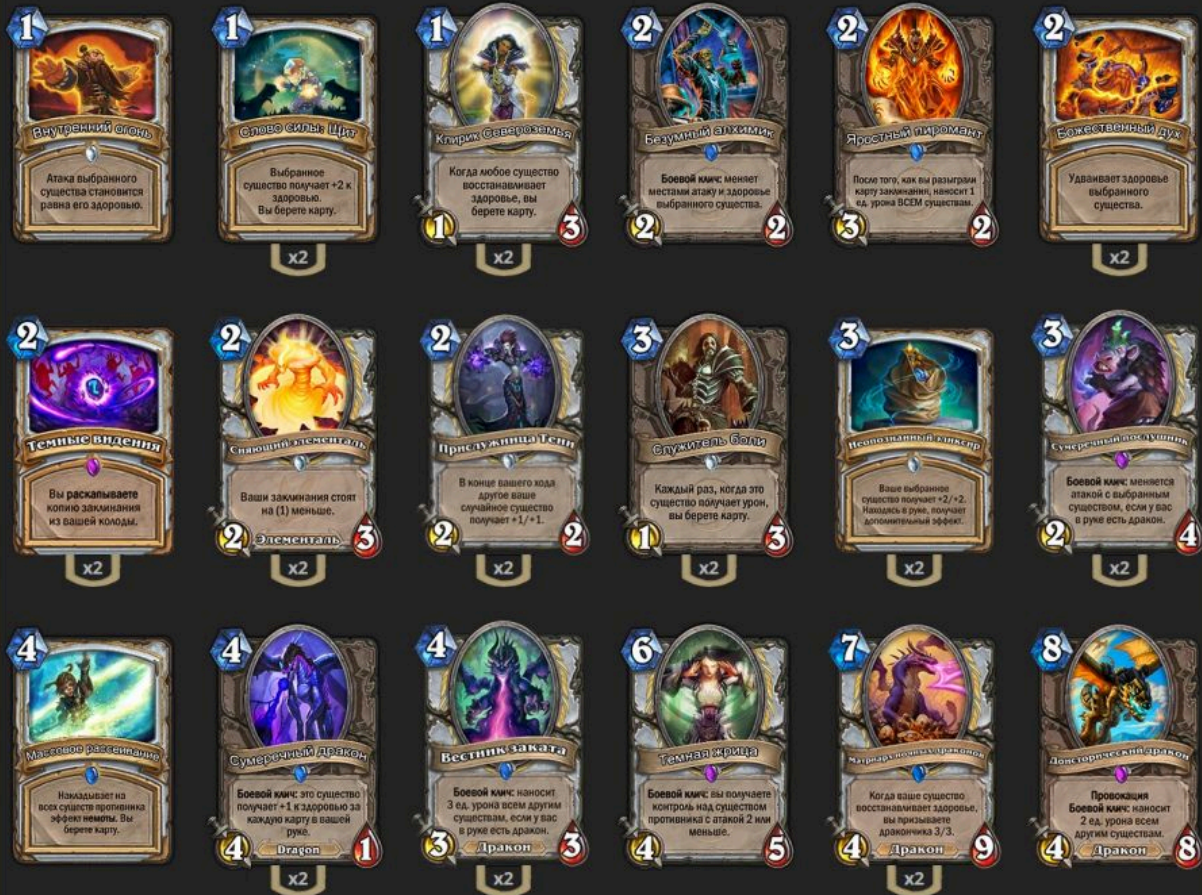 1
Внутренний огонь
Атака выбранного
существа становится
равна его здоровью.
1
Слово силы: Щит
Выбранное
существо получает +2 к
здоровью.
Вы берете карту.
x2
1
Клирик Североземья
Когда любое существо
восстанавливает
здоровье, вы
берете карту.
1
3
x2
2
Безумный алхимик
Боевой клич: меняет
местами атаку и здоровье
выбранного существа.
2
2
2
Яростный пиромант
После того, как вы разыграли
карту заклинания, наносит 1
ед. урона ВСЕМ существам.
3
2
2
Божественный дух
Удваивает здоровье
выбранного
существа.
x2
2
Темные видения
Вы раскапываете
копию заклинания
из вашей колоды.
x2
2
Сияющий элементаль
Ваши заклинания стоят
на (1) меньше.
2
Элементаль
3
x2
2
Прислужница Тени
В конце вашего хода
другое ваше
случайное существо
получает +1/+1.
2
2
x2
3
Служитель боли
Каждый раз, когда это
существо получает урон,
вы берете карту.
1
3
x2
3
Неопознанный эликсир
Ваше выбранное
существо получает +2/+2.
Находясь в руке, получает
дополнительный эффект.
x2
3
Сумеречный послушник
Боевой клич: меняется
атакой с выбранным
существом, если у вас
в руке есть дракон.
2
4
x2
4
Массовое рассеивание
Накладывает на
всех существ противника
эффект немоты. Вы
берете карту.
4
Сумеречный дракон
Боевой клич: это существо
получает +1 к здоровью за
каждую карту в вашей
руке.
4
Dragon
1
x2
4
Вестник заката
Боевой клич: наносит
3 ед. урона всем другим
существам, если у вас
в руке есть дракон.
3
Дракон
3
x2
6
Темная жрица
Боевой клич: вы получаете
контроль над существом
противника с атакой 2 или
меньше.
4
5
7
Матриарх ночных драконов
Когда ваше существо
восстанавливает здоровье,
вы призываете
дракончика 3/3.
4
Дракон
9
x2
8
Доисторический дракон
Провокация
Боевой клич: наносит
2 ед. урона всем
другим существам.
4
Дракон
8